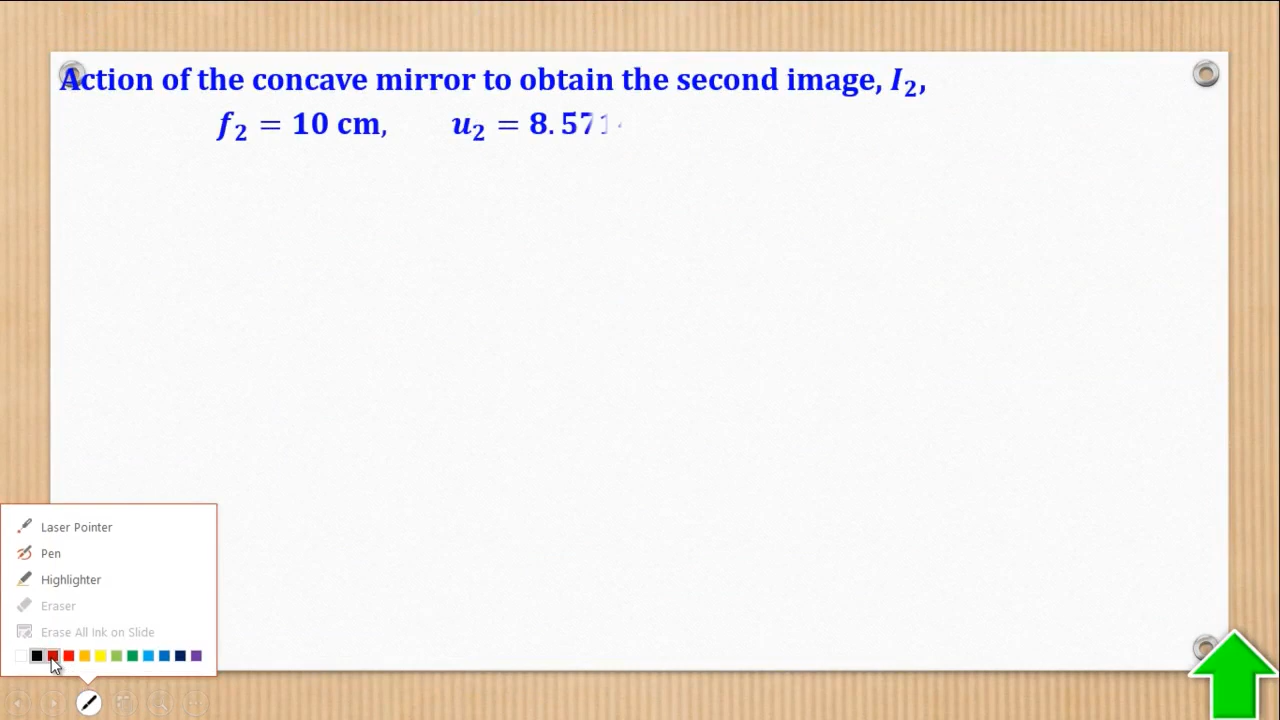 Action of the concave mirror to obtain the second image, I₂,
f₂ = 10 cm, u₂ = 8.571
Laser Pointer
Pen
Highlighter
Eraser
Erase All Ink on Slide